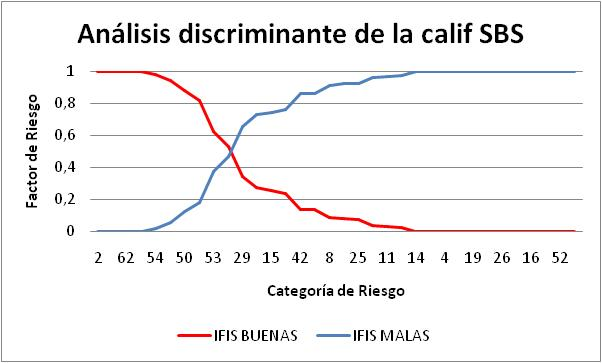 Análisis discriminante de la calif SBS
1
0,8
0,6
0,4
0,2
0
Factor de Riesgo
2 62 54 50 53 29 15 42 8 25 11 14 4 19 26 16 52
Categoría de Riesgo
IFIS BUENAS IFIS MALAS